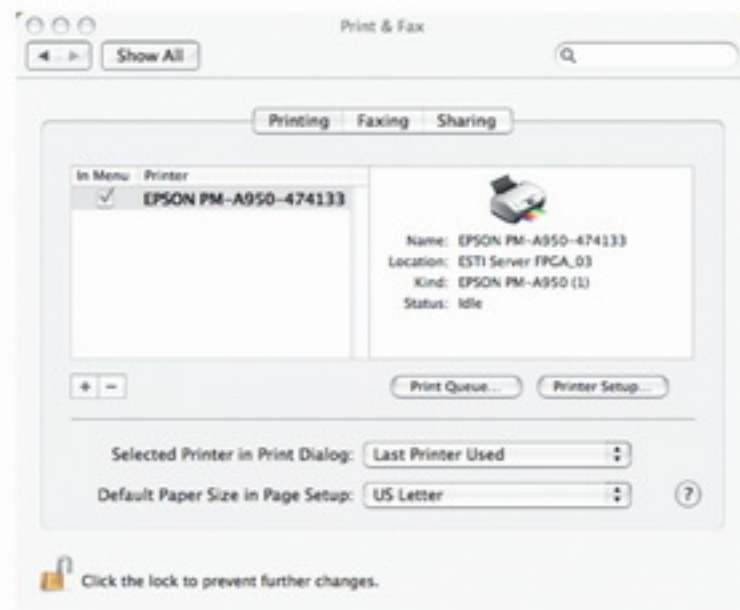 Print & Fax
Show All
Printing Faxing Sharing
In Menu Printer
EPSON PM-A950-474133
Name: EPSON PM-A950-474133
Location: ESTI Server FPGA_03
Kind: EPSON PM-A950 (1)
Status: Idle
+ -
Print Queue... Printer Setup...
Selected Printer in Print Dialog: Last Printer Used
Default Paper Size in Page Setup: US Letter ?
Click the lock to prevent further changes.